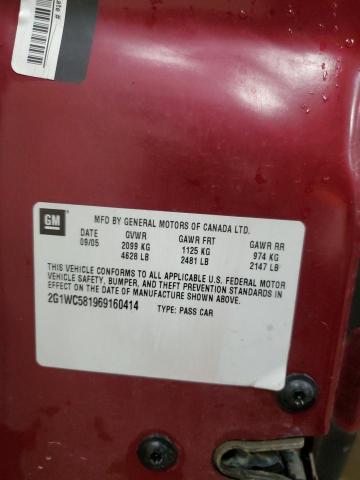 ate #
GM
MFD BY GENERAL MOTORS OF CANADA LTD.
DATE GVWR GAWR FRT GAWR RR
09/05 2099 KG 1125 KG 974 KG
4628 LB 2481 LB 2147 LB
THIS VEHICLE CONFORMS TO ALL APPLICABLE U.S. FEDERAL MOTOR
VEHICLE SAFETY, BUMPER, AND THEFT PREVENTION STANDARDS IN
EFFECT ON THE DATE OF MANUFACTURE SHOWN ABOVE.
2G1WC581969160414 TYPE: PASS CAR